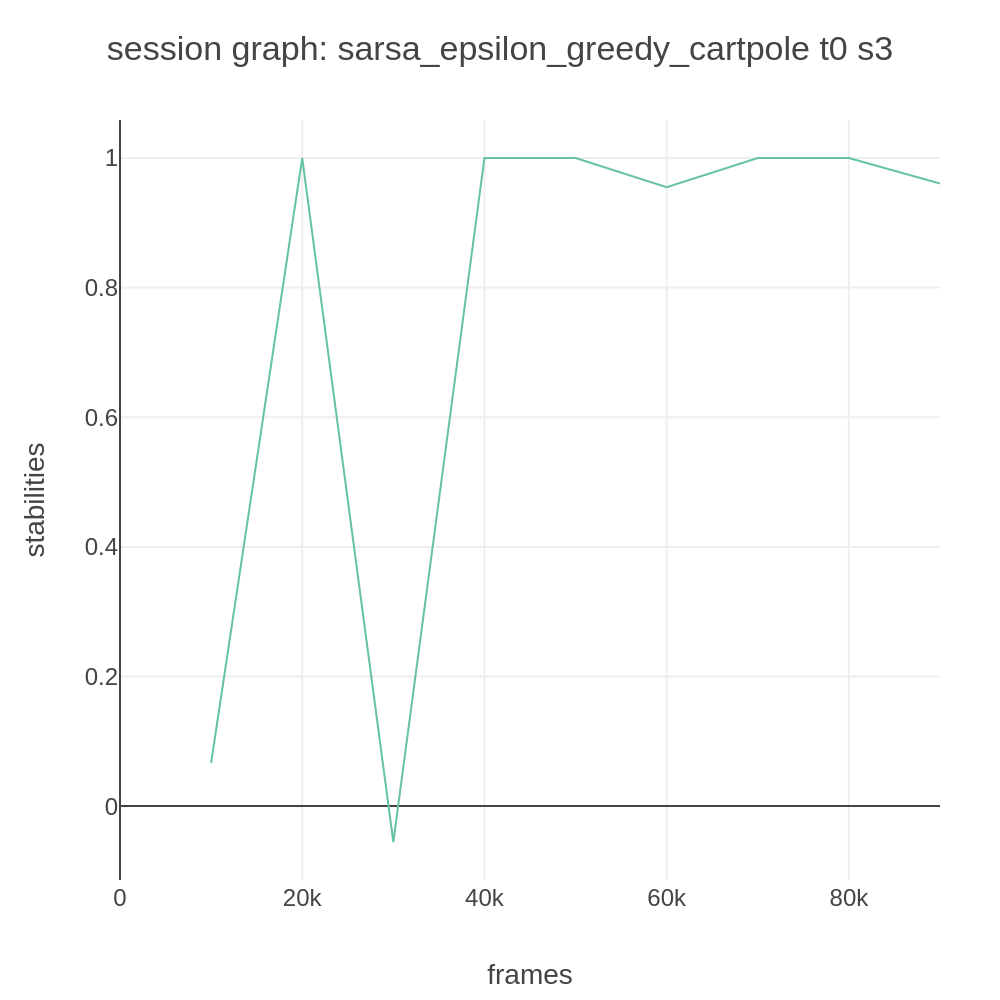 session graph: sarsa_epsilon_greedy_cartpole t0 s3
1
0.8
0.6
0.4
0.2
0
stabilities
0 20k 40k 60k 80k
frames